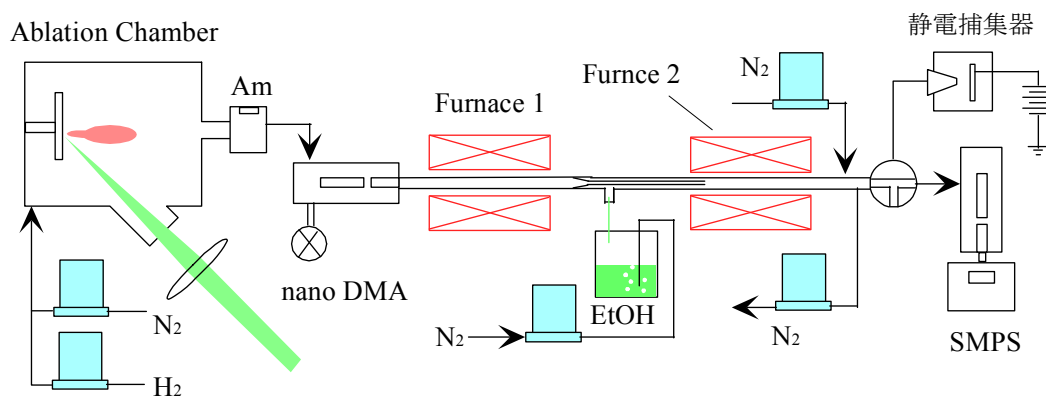 Ablation Chamber
Am
Furnace 1
Furnce 2
N2
静電捕集器
nano DMA
EtOH
N2
H2
N2
N2
SMPS